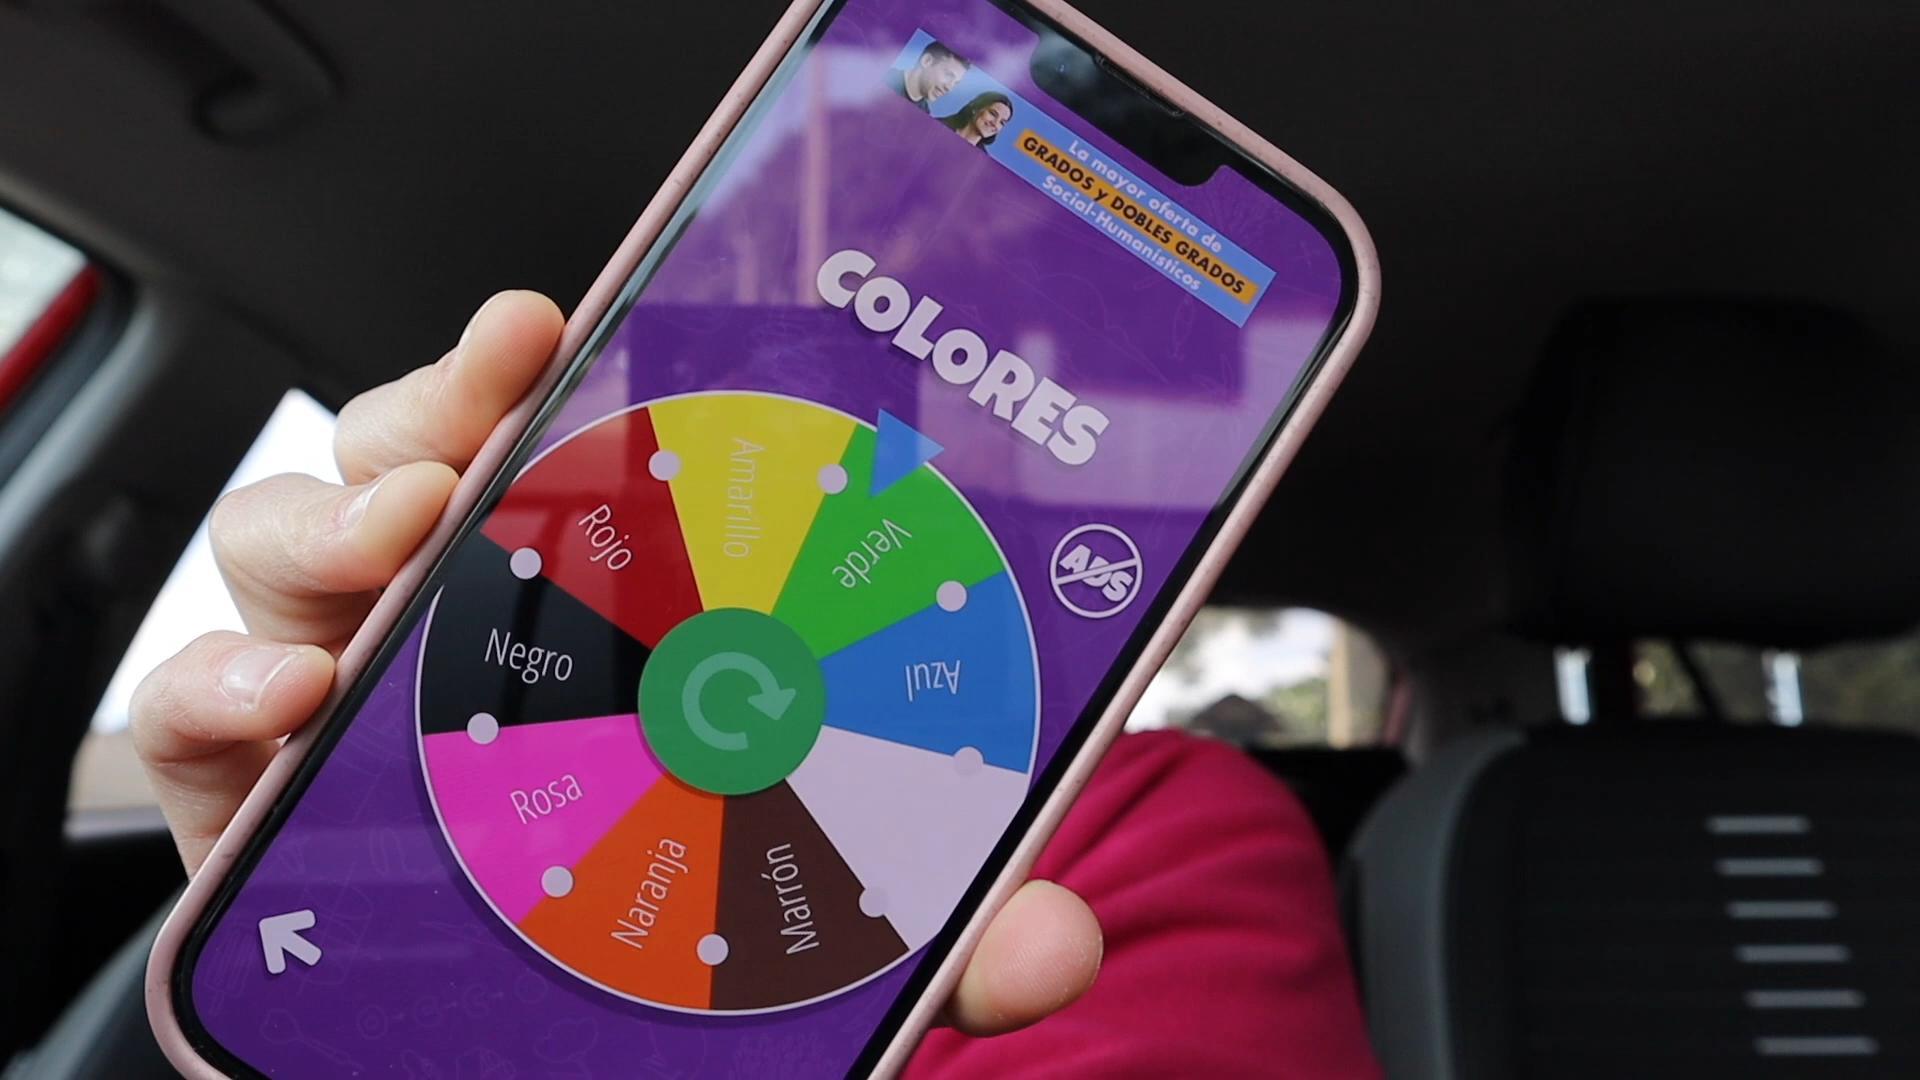 La mayor oferta de
GRADOS y DOBLES GRADOS
Social-Humanísticos
COLORES
Amarillo
Verde
Rojo
ADS
Azul
Negro
Rosa
Naranja
Marrón